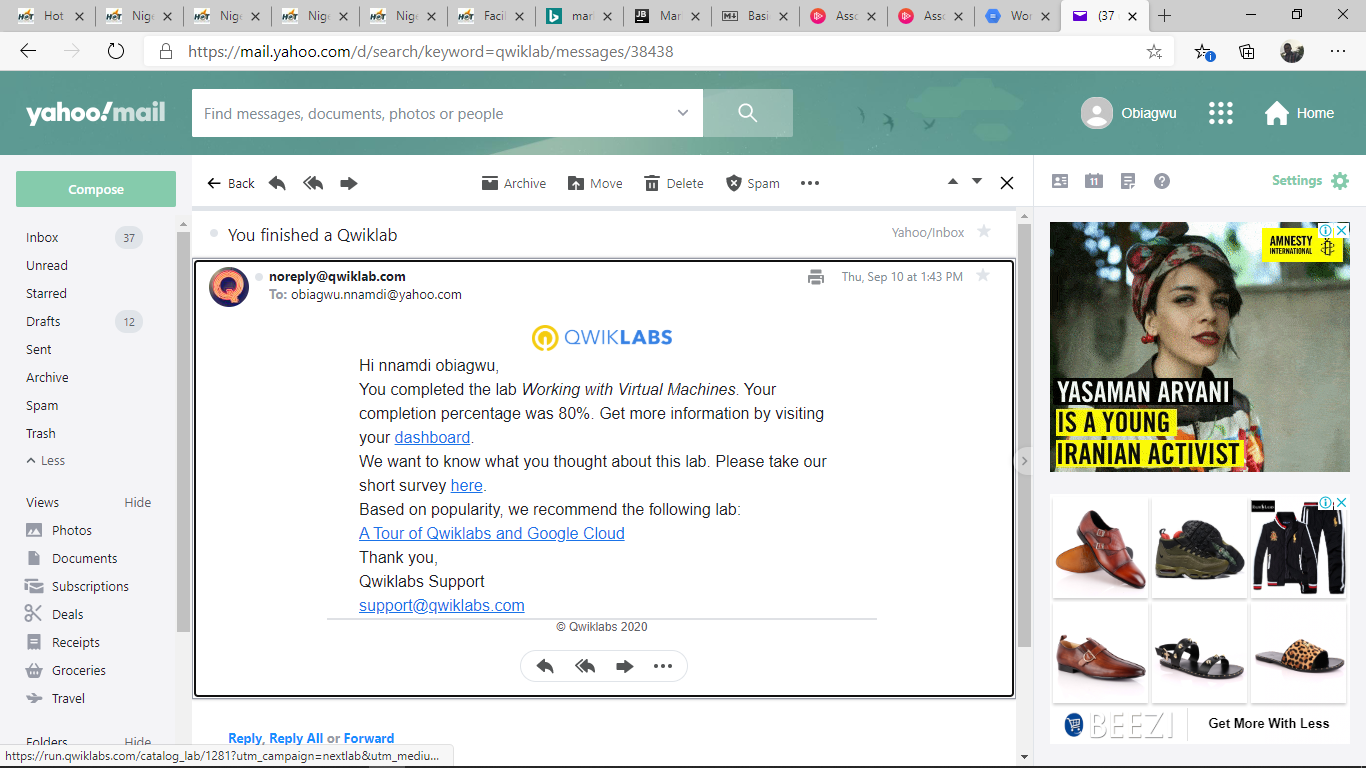 Hot
Nige
Nige
Nige
Nige
Facil
marl
Mar
Basi
Asso
Asso
Wor
(37
https://mail.yahoo.com/d/search/keyword=qwiklab/messages/38438
yahoo!mail
Find messages, documents, photos or people
Obiagwu
Home
Compose
Back
Archive
Move
Delete
Spam
11
Settings
Inbox 37
Unread
Starred
Drafts 12
Sent
Archive
Spam
Trash
Less
Views Hide
Photos
Documents
Subscriptions
Deals
Receipts
Groceries
Travel
Folders Hide
You finished a Qwiklab
Yahoo/Inbox
noreply@qwiklab.com
Thu, Sep 10 at 1:43 PM
To: obiagwu.nnamdi@yahoo.com
QWIKLABS
Hi nnamdi obiagwu,
You completed the lab Working with Virtual Machines. Your
completion percentage was 80%. Get more information by visiting
your dashboard.
We want to know what you thought about this lab. Please take our
short survey here.
Based on popularity, we recommend the following lab:
A Tour of Qwiklabs and Google Cloud
Thank you,
Qwiklabs Support
support@qwiklabs.com
© Qwiklabs 2020
Reply, Reply All or Forward
AMNESTY
INTERNATIONAL
YASAMAN ARYANI
IS A YOUNG
IRANIAN ACTIVIST
BEEZI
Get More With Less
https://run.qwiklabs.com/catalog_lab/1281?utm_campaign=nextlab&utm_mediu...